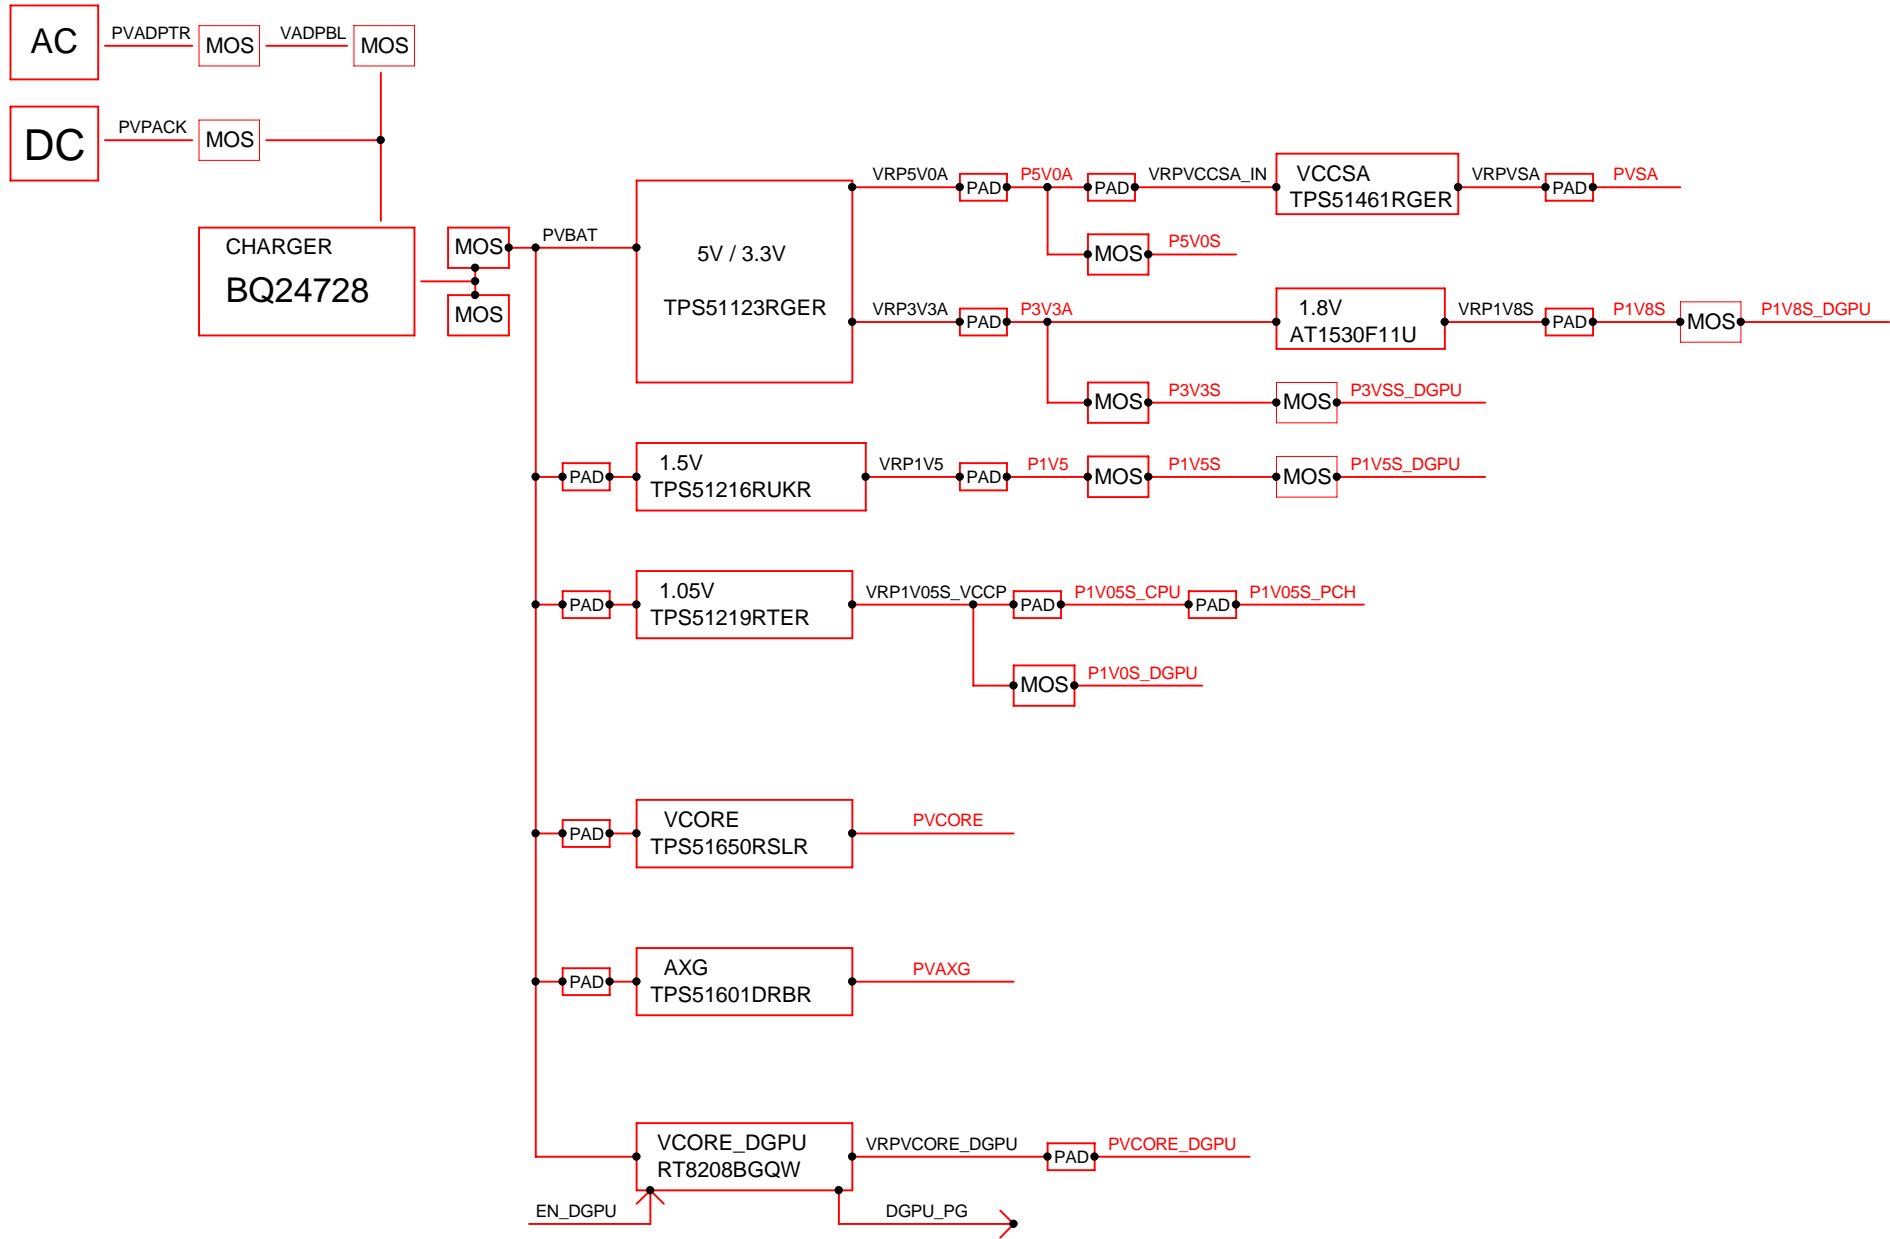 AC
PVADPTR
MOS
VADPBL
MOS
DC
PVPACK
MOS
CHARGER
BQ24728
MOS
MOS
PVBAT
5V / 3.3V
TPS51123RGER
VRP5V0A
PAD
P5V0A
PAD
VRPVCCSA_IN
VCCSA
TPS51461RGER
VRPVSA
PAD
PVSA
MOS
P5V0S
VRP3V3A
PAD
P3V3A
1.8V
AT1530F11U
VRP1V8S
PAD
P1V8S
MOS
P1V8S_DGPU
MOS
P3V3S
MOS
P3VSS_DGPU
PAD
1.5V
TPS51216RUKR
VRP1V5
PAD
P1V5
MOS
P1V5S
MOS
P1V5S_DGPU
PAD
1.05V
TPS51219RTER
VRP1V05S_VCCP
PAD
P1V05S_CPU
PAD
P1V05S_PCH
MOS
P1V0S_DGPU
PAD
VCORE
TPS51650RSLR
PVCORE
PAD
AXG
TPS51601DRBR
PVAXG
VCORE_DGPU
RT8208BGQW
VRPVCORE_DGPU
PAD
PVCORE_DGPU
EN_DGPU
DGPU_PG